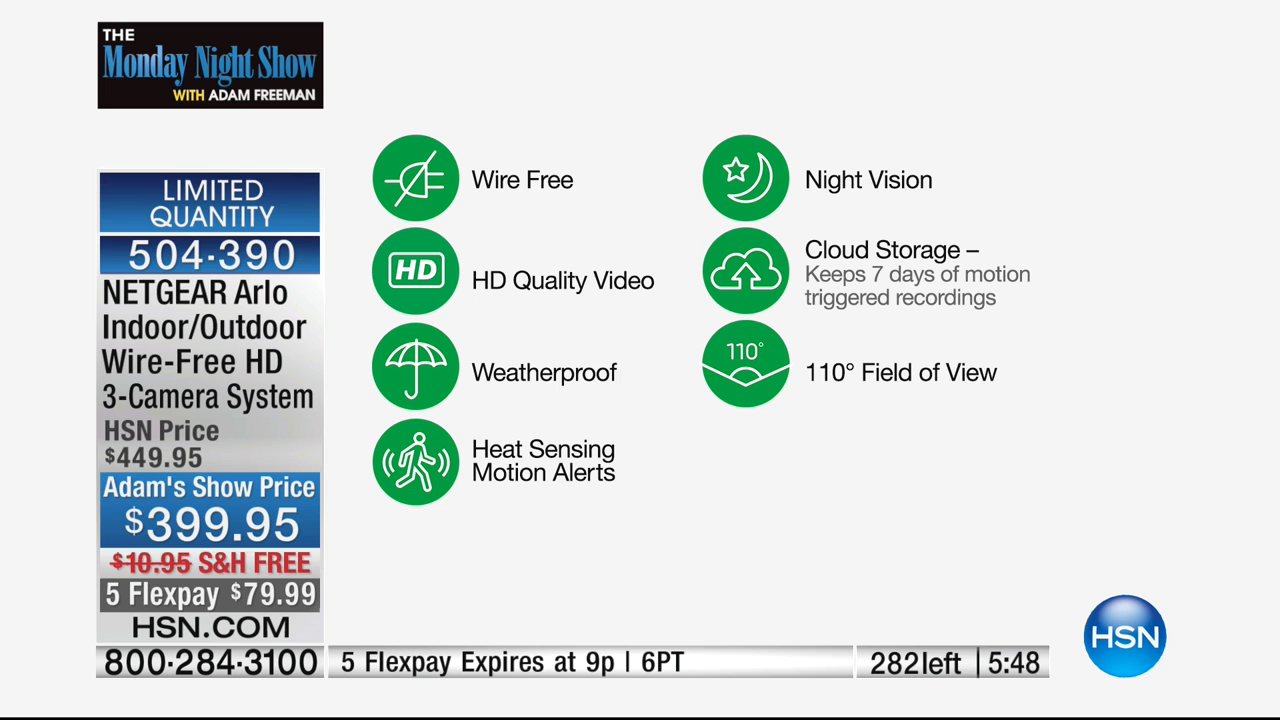 THE
Monday Night Show
WITH ADAM FREEMAN
LIMITED
QUANTITY
504·390
NETGEAR Arlo
Indoor/Outdoor
Wire-Free HD
3-Camera System
HSN Price
$449.95
Adam's Show Price
$399.95
$10.95 S&H FREE
5 Flexpay $79.99
HSN.COM
800·284·3100
Wire Free
HD
HD Quality Video
Weatherproof
Heat Sensing
Motion Alerts
Night Vision
Cloud Storage –
Keeps 7 days of motion
triggered recordings
110°
110° Field of View
5 Flexpay Expires at 9p | 6PT
282left | 5:48
HSN